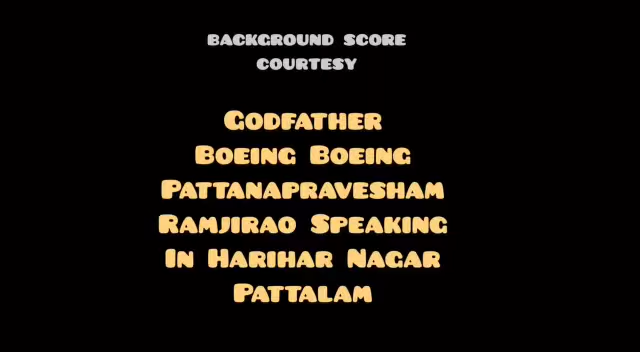 BACKGROUND SCORE
COURTESY
GODFATHER
BOEING BOEING
PATTANAPRAVESHAM
RAMJIRAO SPEAKING
IN HARIHAR NAGAR
PATTALAM